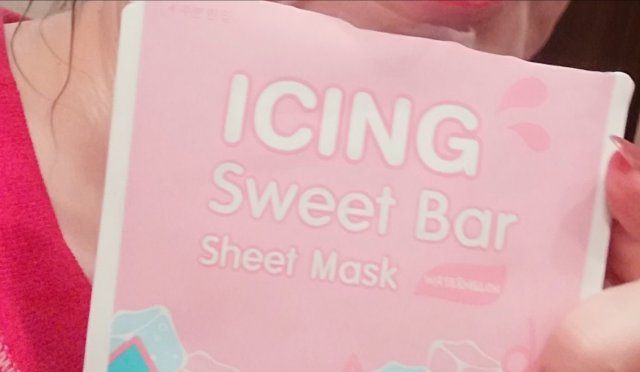 ICING
Sweet Bar
Sheet Mask
WATERMELON